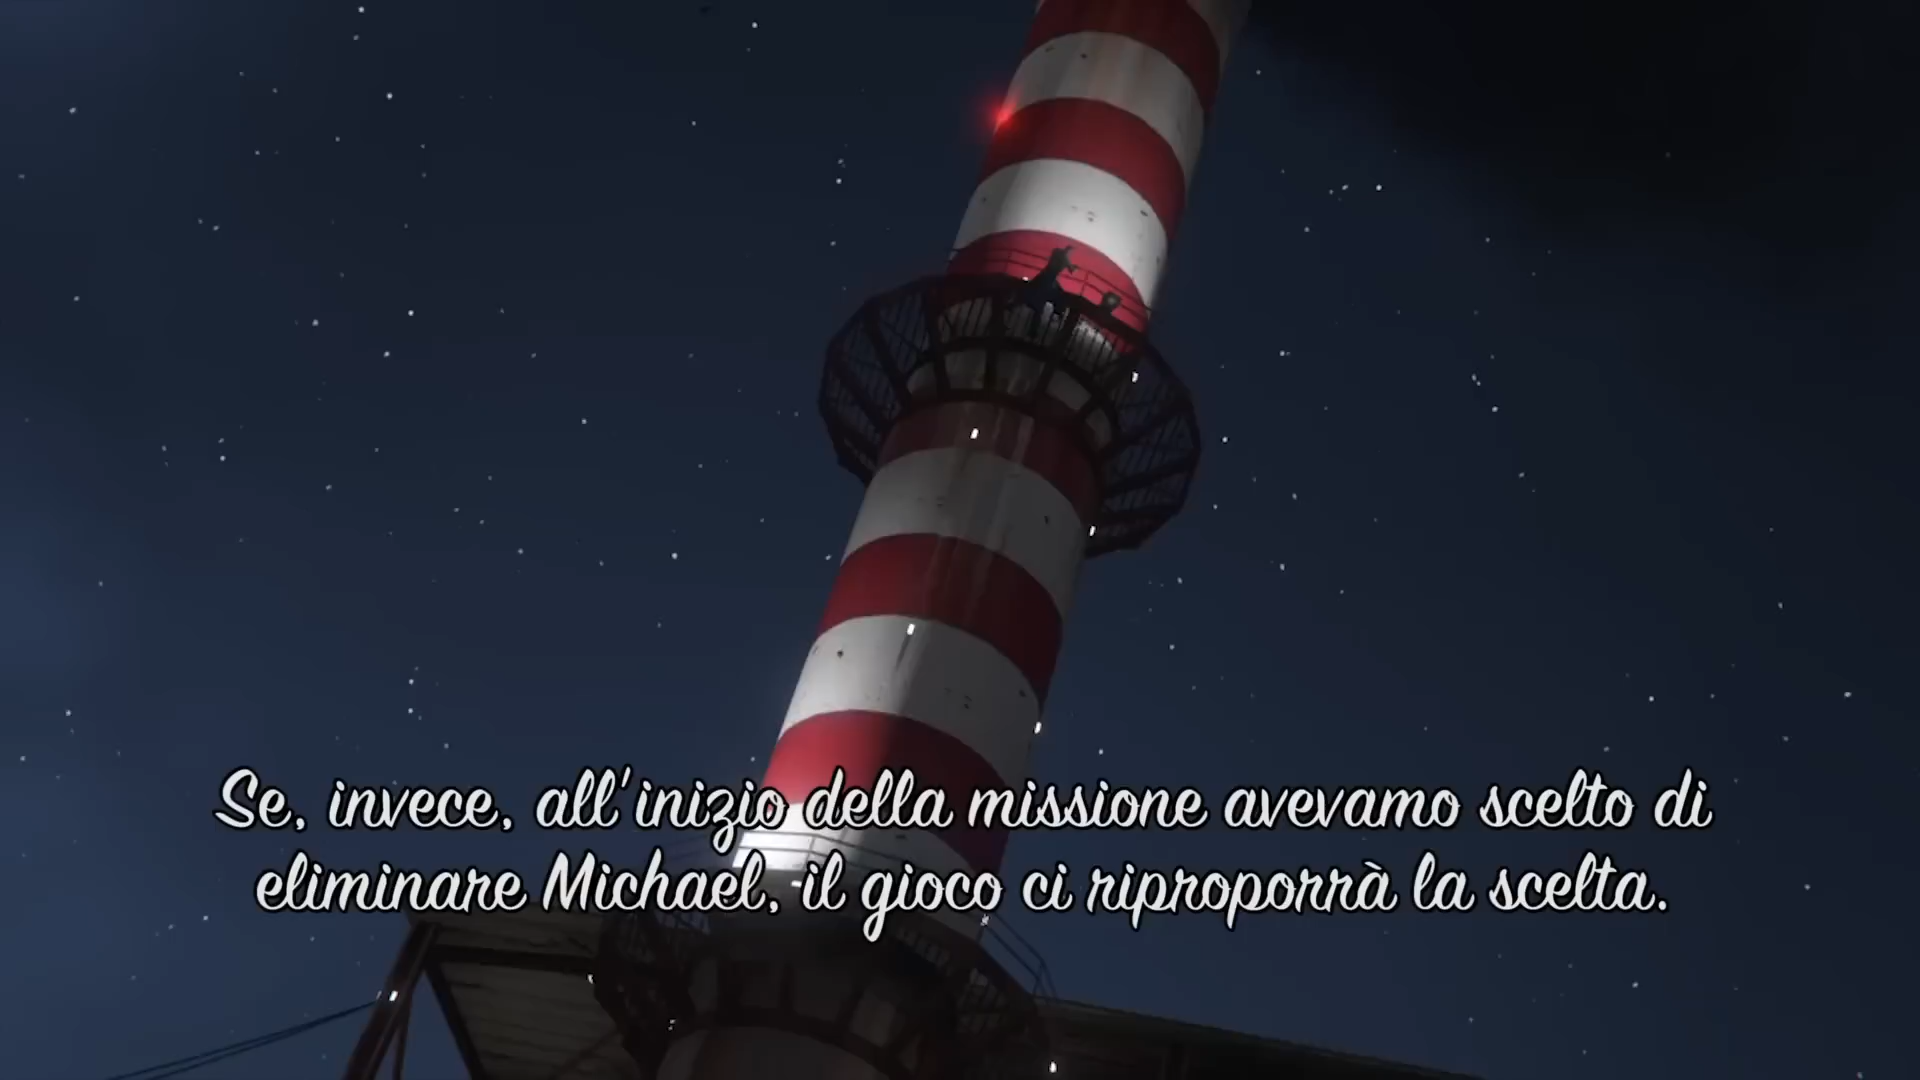 Se, invece, all'inizio della missione avevamo scelto di
eliminare Michael, il gioco ci riproporrà la scelta.